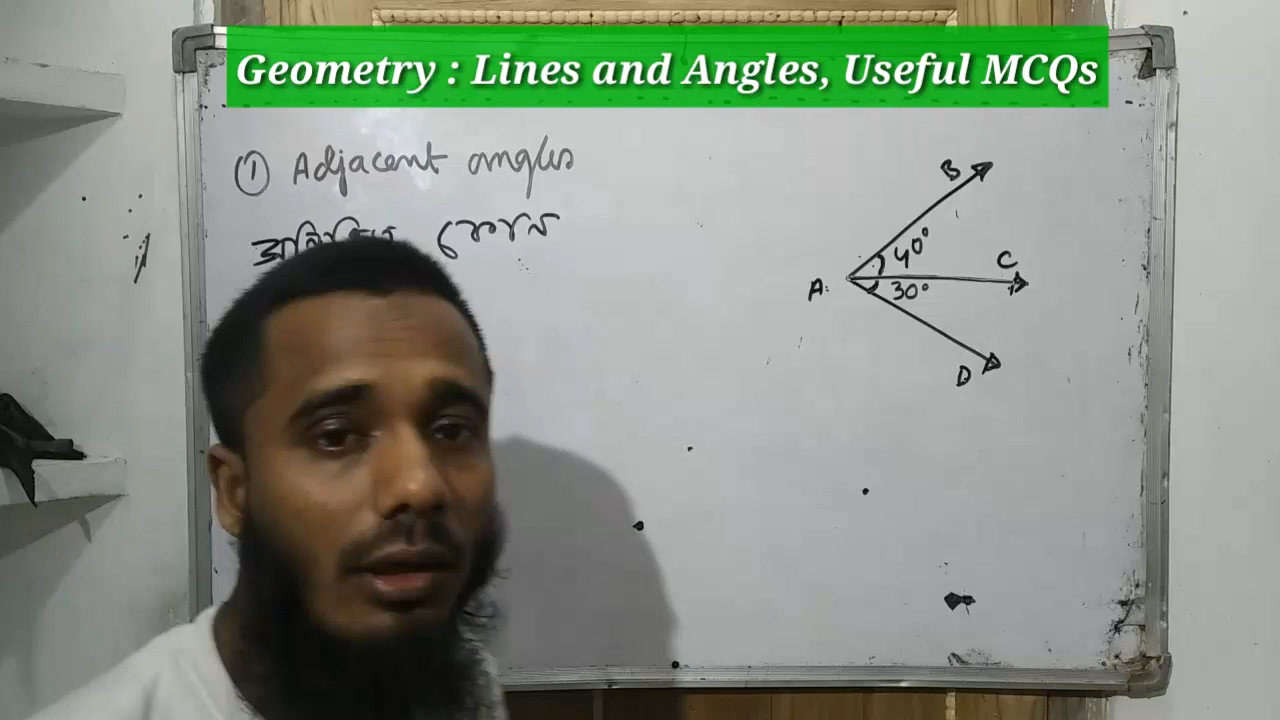 Geometry : Lines and Angles, Useful MCQs
① Adjacent angles
কোন
B
40°
C
A
30°
D